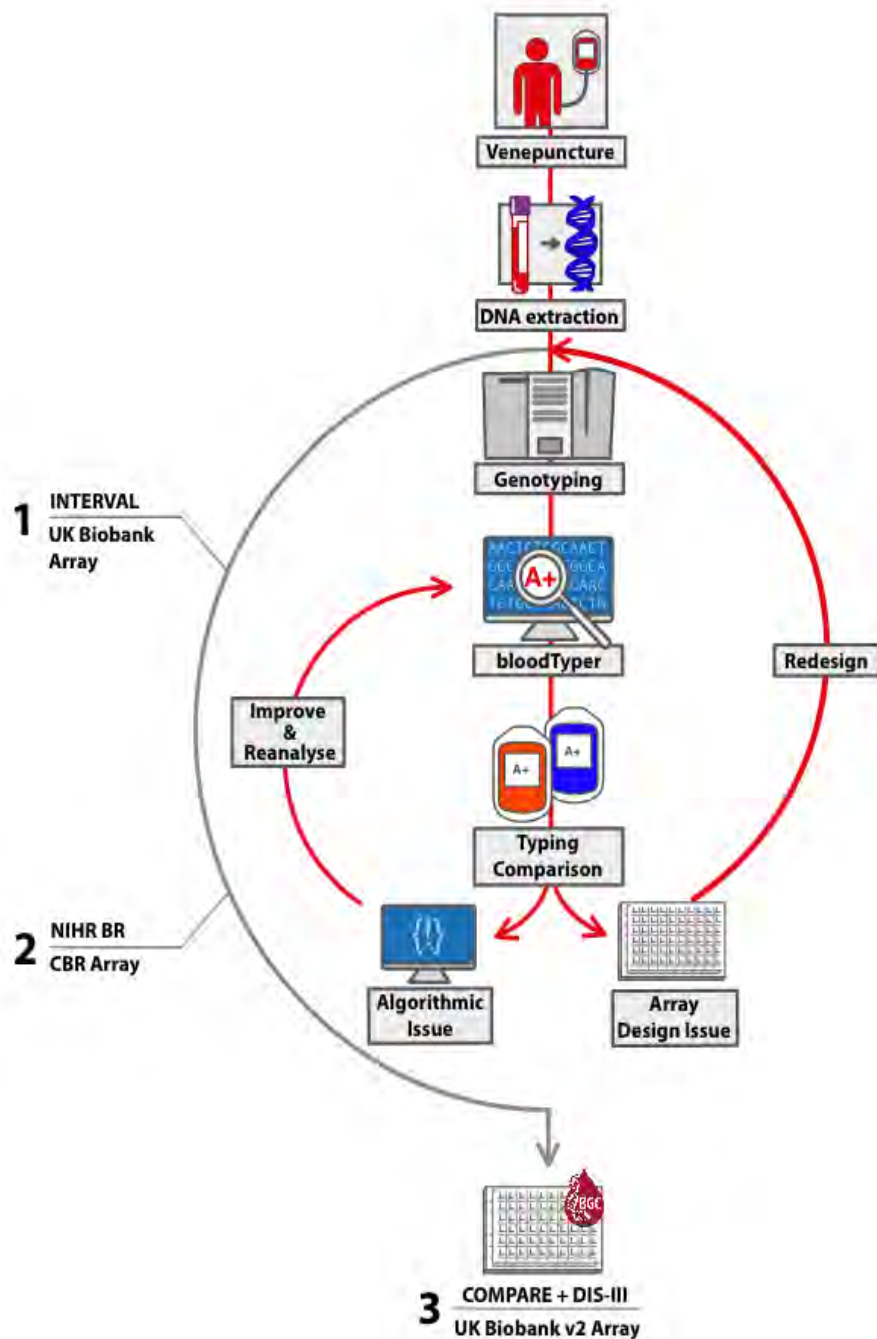 Venepuncture
DNA extraction
Genotyping
1
INTERVAL
UK Biobank
Array
A+
bloodTyper
Redesign
Improve
&
Reanalyse
A+
A+
Typing
Comparison
2
NIHR BR
CBR Array
{!}
Algorithmic
Issue
Array
Design Issue
BGC
3
COMPARE + DIS-III
UK Biobank v2 Array